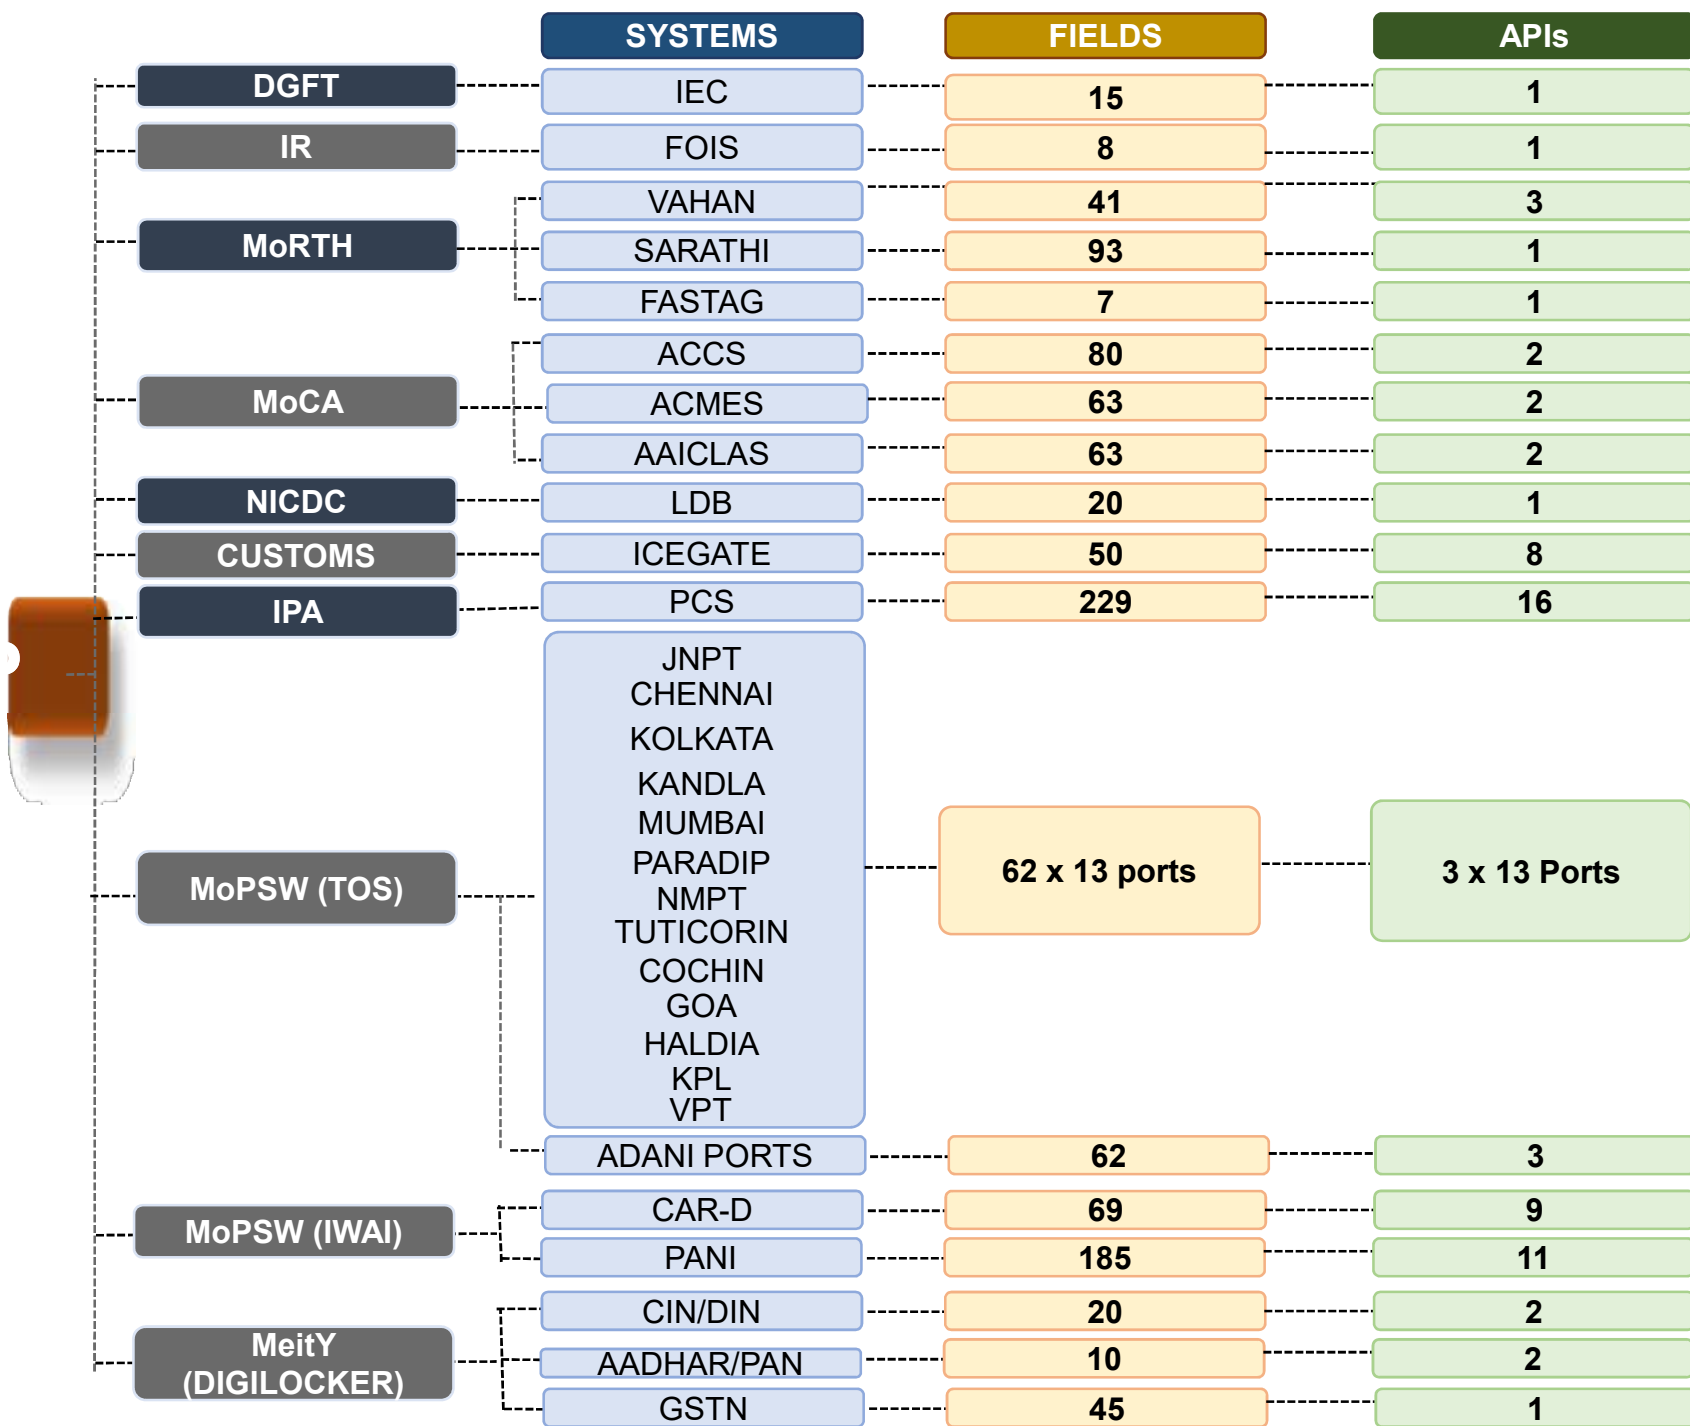 SYSTEMS FIELDS APIs
DGFT IEC 15 1
IR FOIS 8 1
VAHAN 41 3
MoRTH SARATHI 93 1
FASTAG 7 1
ACCS 80 2
MoCA ACMES 63 2
AAICLAS 63 2
NICDC LDB 20 1
CUSTOMS ICEGATE 50 8
IPA PCS 229 16
JNPT
CHENNAI
KOLKATA
KANDLA
MUMBAI
PARADIP
MoPSW (TOS) 62 x 13 ports 3 x 13 Ports
NMPT
TUTICORIN
COCHIN
GOA
HALDIA
KPL
VPT
ADANI PORTS 62 3
CAR-D 69 9
MoPSW (IWAI)
PANI 185 11
CIN/DIN 20 2
MeitY
(DIGILOCKER)
AADHAR/PAN 10 2
GSTN 45 1